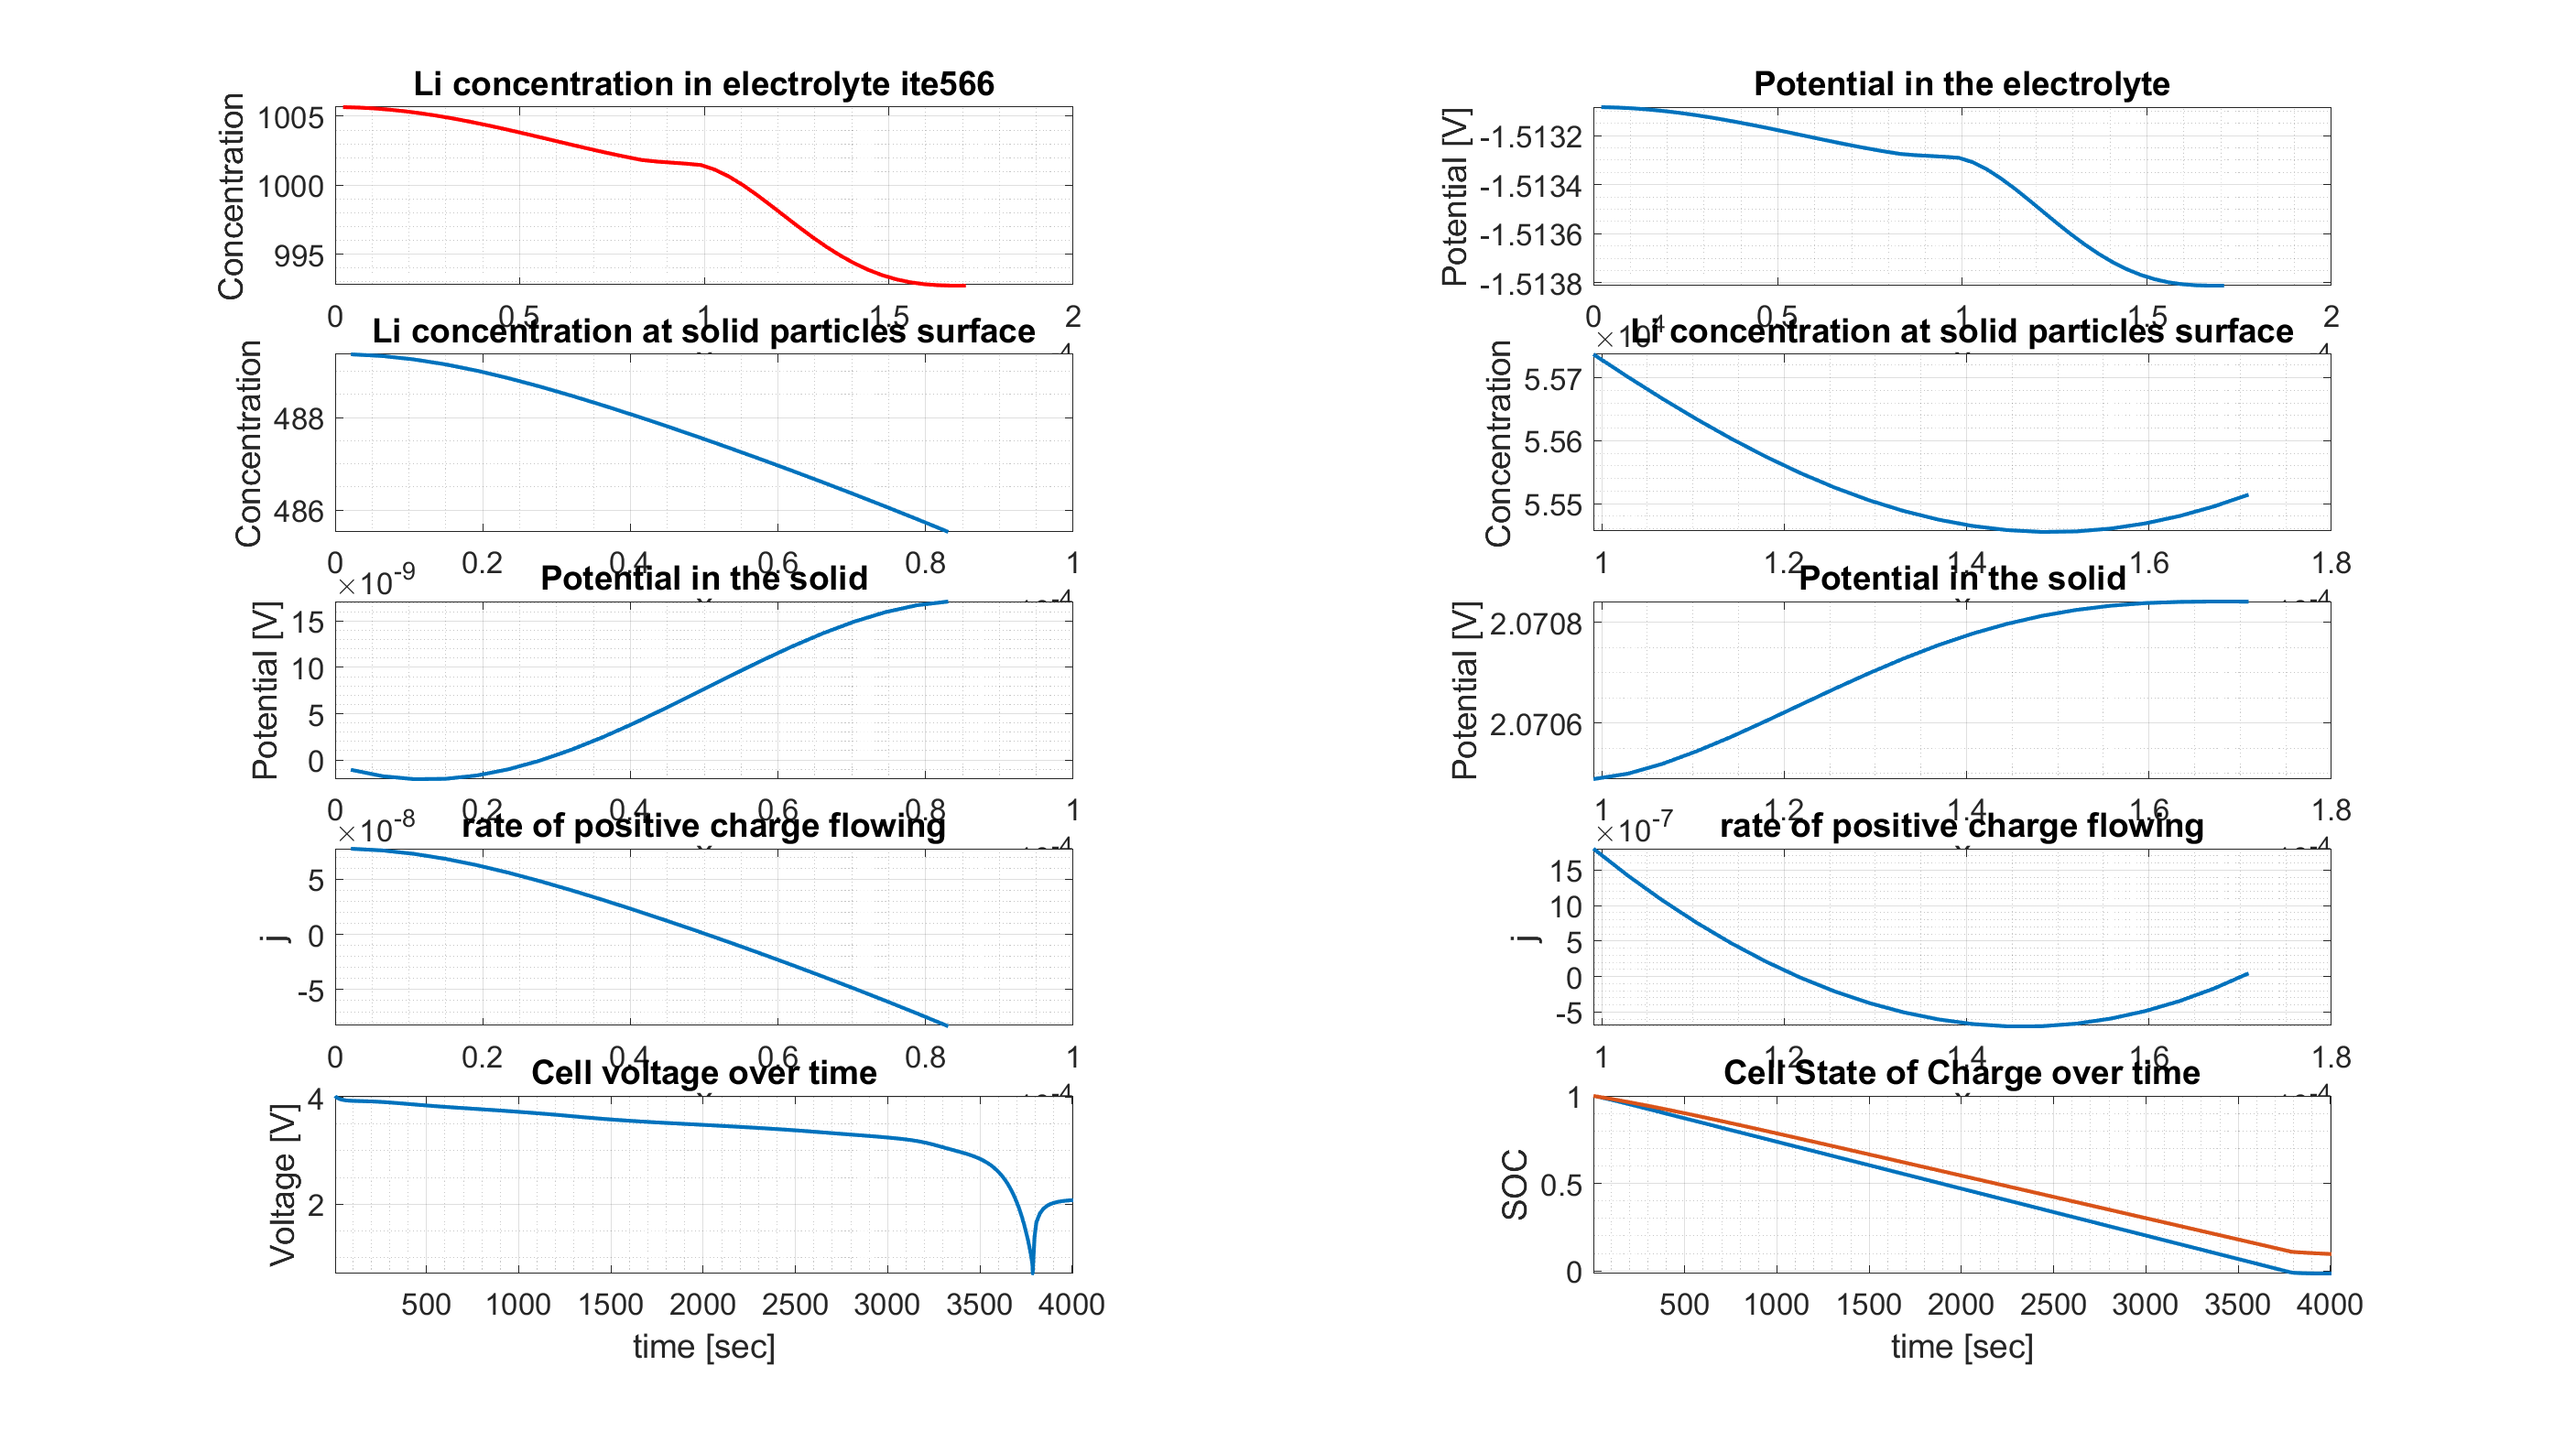 Li concentration in electrolyte ite566
Concentration
1005
1000
995
0 0.5 1 1.5 2
Potential in the electrolyte
Potential [V]
-1.5132
-1.5134
-1.5136
-1.5138
0 0.5 1 1.5 2
Li concentration at solid particles surface
Concentration
488
486
0 0.2 0.4 0.6 0.8 1
Li concentration at solid particles surface
Concentration
5.57
5.56
5.55
1 1.2 1.4 1.6 1.8
Potential in the solid
×10-9
Potential [V]
15
10
5
0
0 0.2 0.4 0.6 0.8 1
Potential in the solid
Potential [V]
2.0708
2.0706
1 1.2 1.4 1.6 1.8
rate of positive charge flowing
×10-8
j
5
0
-5
0 0.2 0.4 0.6 0.8 1
rate of positive charge flowing
×10-7
j
15
10
5
0
-5
1 1.2 1.4 1.6 1.8
Cell voltage over time
Voltage [V]
4
2
500 1000 1500 2000 2500 3000 3500 4000
time [sec]
Cell State of Charge over time
SOC
1
0.5
0
500 1000 1500 2000 2500 3000 3500 4000
time [sec]